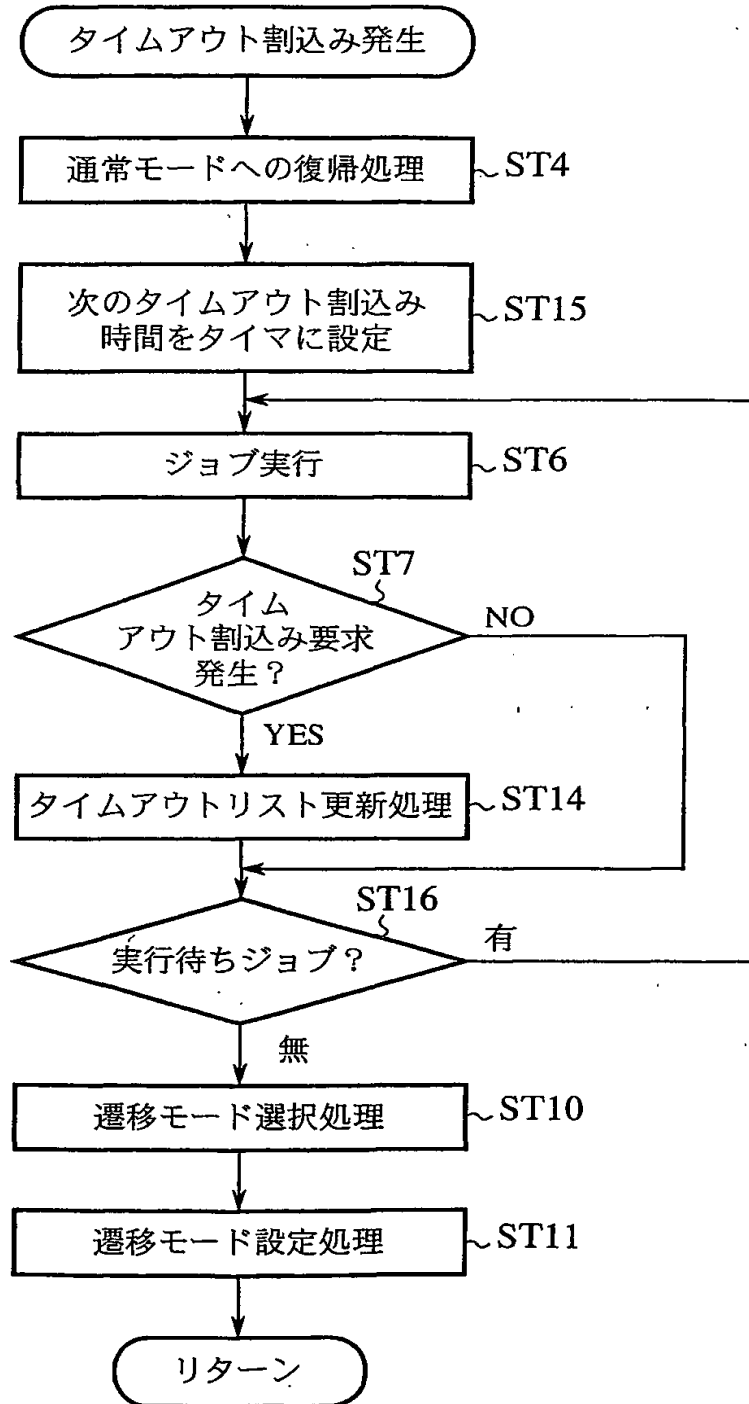 タイムアウト割込み発生
通常モードへの復帰処理
ST4
次のタイムアウト割込み
時間をタイマに設定
ST15
ジョブ実行
ST6
ST7
タイム
アウト割込み要求
発生？
NO
YES
タイムアウトリスト更新処理
ST14
ST16
実行待ちジョブ？
有
無
遷移モード選択処理
ST10
遷移モード設定処理
ST11
リターン